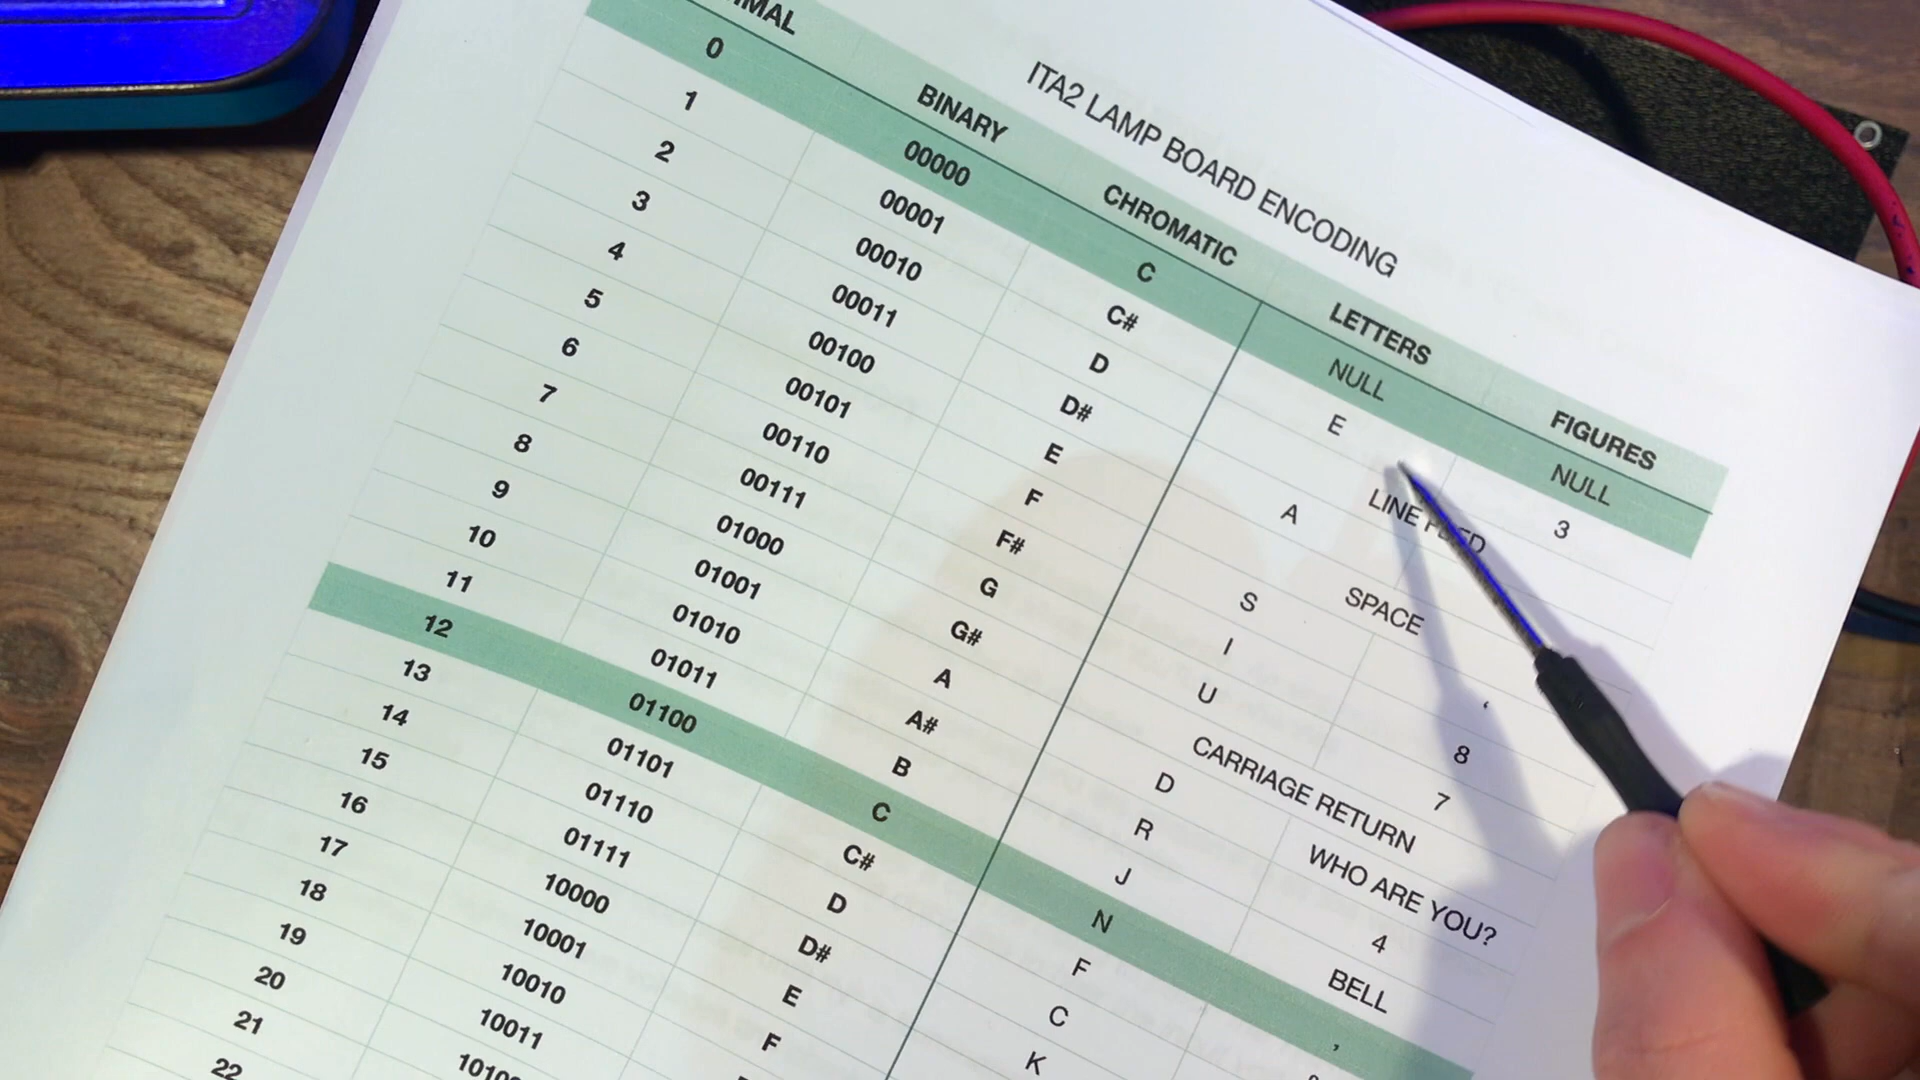 ITA2 LAMP BOARD ENCODING
BINARY CHROMATIC LETTERS FIGURES
0 00000 C NULL NULL
1 00001 C# E 3
2 00010 D LINE FEED
3 00011 D# A
4 00100 E SPACE
5 00101 F S ‘
6 00110 F# I 8
7 00111 G U 7
8 01000 G# CARRIAGE RETURN
9 01001 A D WHO ARE YOU?
10 01010 A# R 4
11 01011 B J BELL
12 01100 C N ,
13 01101 C# F
14 01110 D C
15 01111 D# K
16 10000 E
17 10001 F
18 10010
19 10011
20
21
22